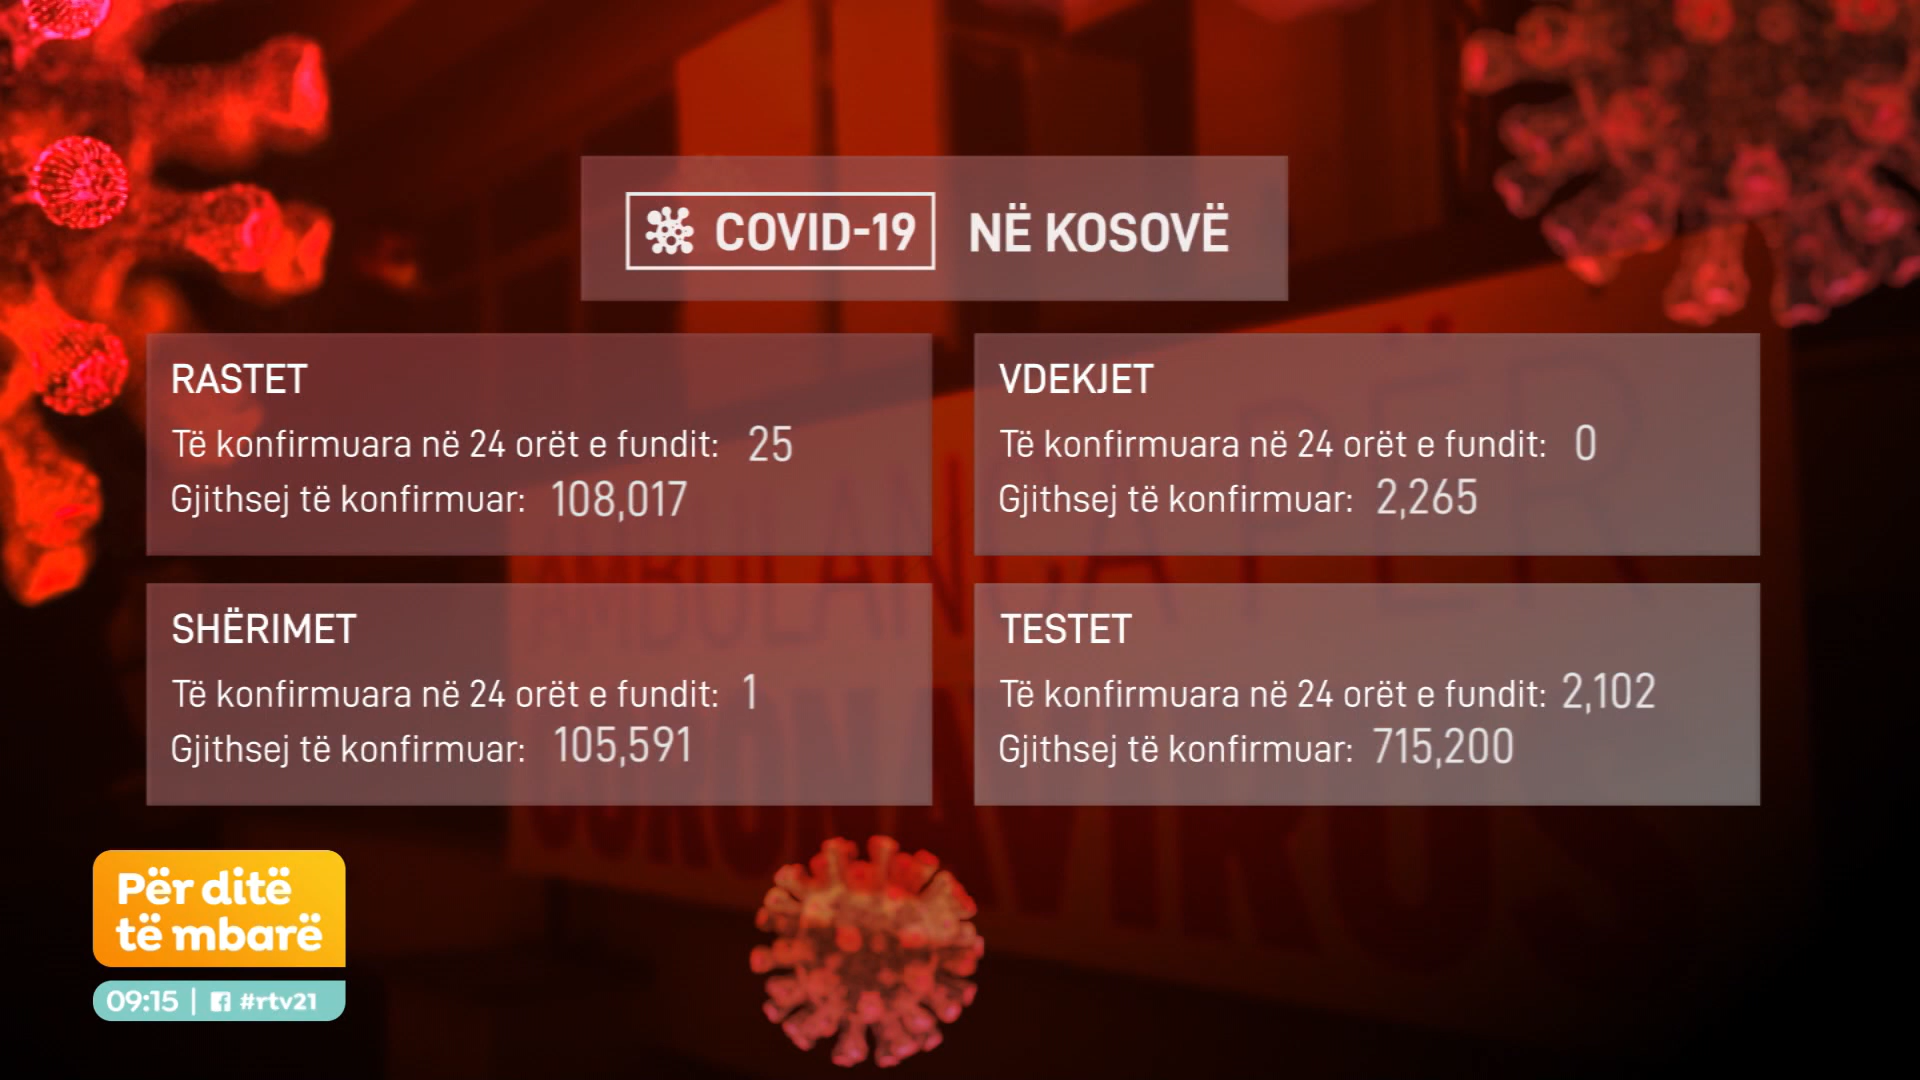 COVID-19 NË KOSOVË
RASTET
Të konfirmuara në 24 orët e fundit: 25
Gjithsej të konfirmuar: 108,017
VDEKJET
Të konfirmuara në 24 orët e fundit: 0
Gjithsej të konfirmuar: 2,265
SHËRIMET
Të konfirmuara në 24 orët e fundit: 1
Gjithsej të konfirmuar: 105,591
TESTET
Të konfirmuara në 24 orët e fundit: 2,102
Gjithsej të konfirmuar: 715,200
AMBULANCA PËR
CORONAVIRUS
Për ditë
të mbarë
09:15 | #rtv21